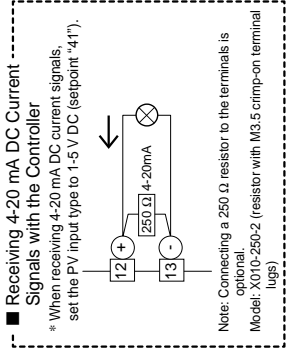 ■ Receiving 4-20 mA DC Current
Signals with the Controller
* When receiving 4-20 mA DC current signals,
set the PV input type to 1-5 V DC (setpoint “41”).
12 +
250 Ω 4-20mA
13 -
Note: Connecting a 250 Ω resistor to the terminals is
optional.
Model: X010-250-2 (resistor with M3.5 crimp-on terminal
lugs)